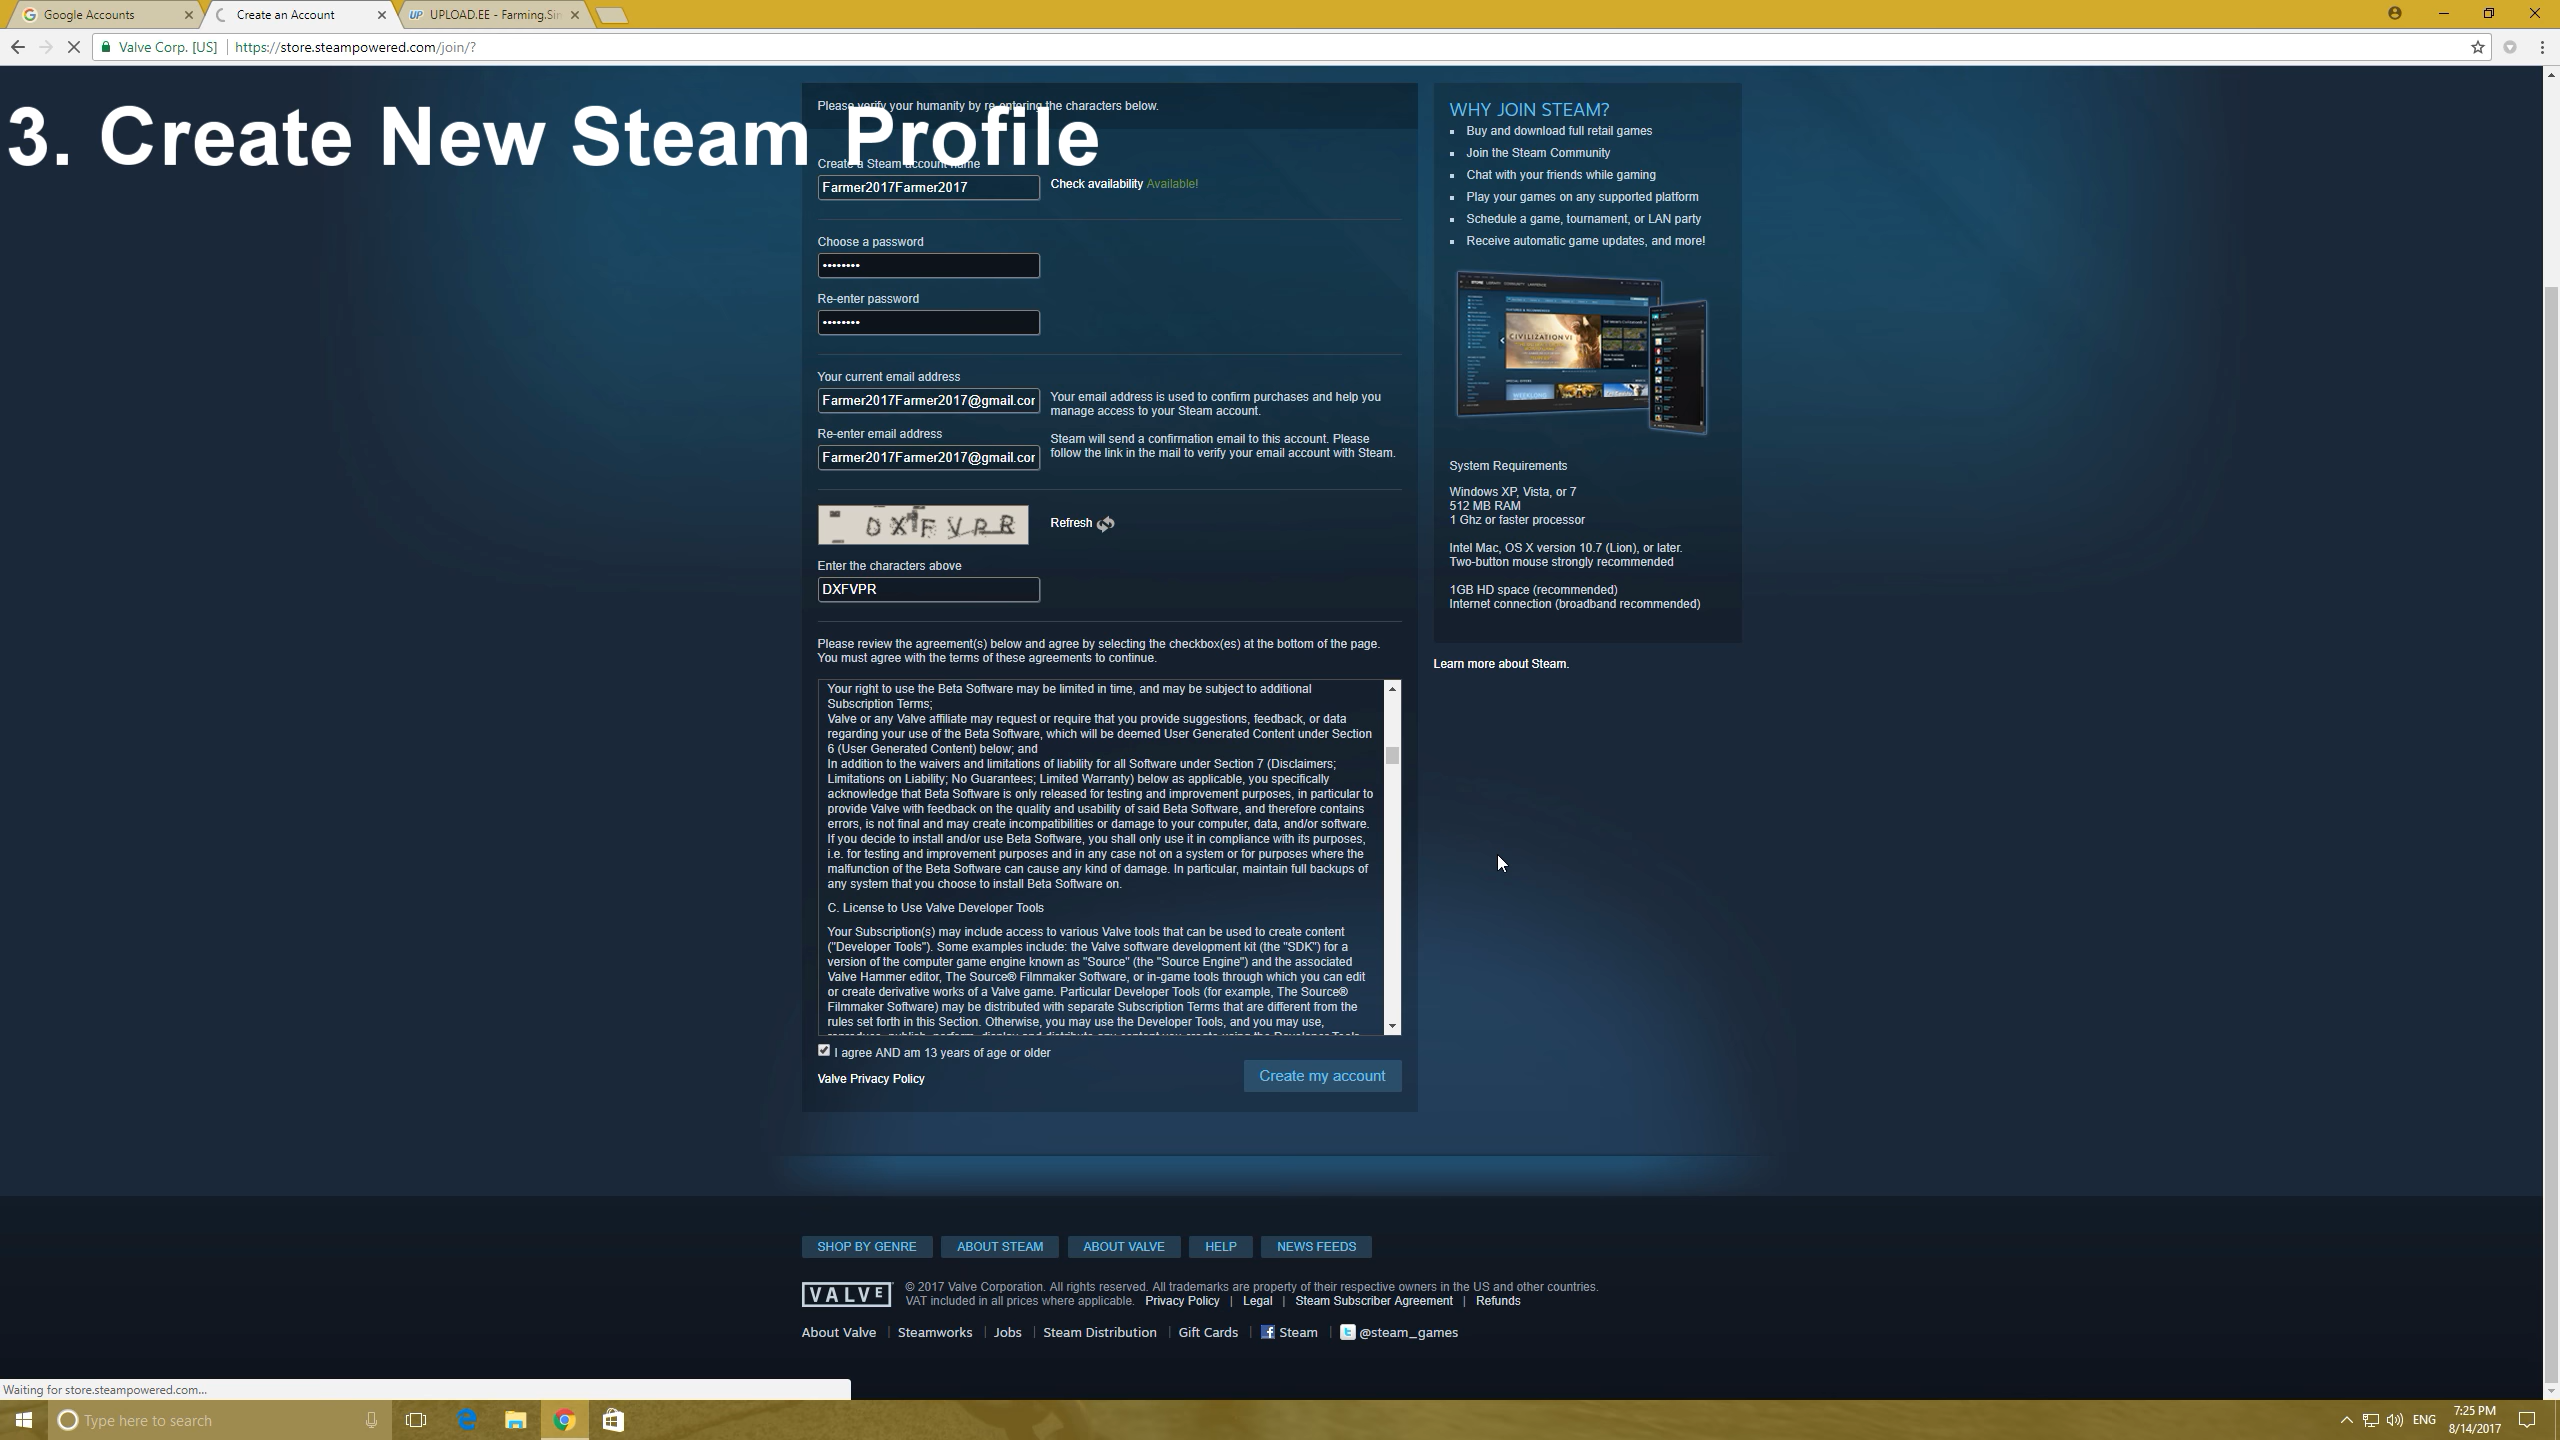 Google Accounts
Create an Account
UPLOAD.EE - Farming.Sin
Valve Corp. [US]
https://store.steampowered.com/join/?
3. Create New Steam Profile
Please verify your humanity by re-entering the characters below.
Create a Steam account name
Farmer2017Farmer2017
Check availability Available!
Choose a password
••••••••
Re-enter password
••••••••
Your current email address
Farmer2017Farmer2017@gmail.cor
Your email address is used to confirm purchases and help you
manage access to your Steam account.
Re-enter email address
Farmer2017Farmer2017@gmail.cor
Steam will send a confirmation email to this account. Please
follow the link in the mail to verify your email account with Steam.
DXFVPR
Refresh
Enter the characters above
DXFVPR
Please review the agreement(s) below and agree by selecting the checkbox(es) at the bottom of the page.
You must agree with the terms of these agreements to continue.
Your right to use the Beta Software may be limited in time, and may be subject to additional
Subscription Terms;
Valve or any Valve affiliate may request or require that you provide suggestions, feedback, or data
regarding your use of the Beta Software, which will be deemed User Generated Content under Section
6 (User Generated Content) below; and
In addition to the waivers and limitations of liability for all Software under Section 7 (Disclaimers;
Limitations on Liability; No Guarantees; Limited Warranty) below as applicable, you specifically
acknowledge that Beta Software is only released for testing and improvement purposes, in particular to
provide Valve with feedback on the quality and usability of said Beta Software, and therefore contains
errors, is not final and may create incompatibilities or damage to your computer, data, and/or software.
If you decide to install and/or use Beta Software, you shall only use it in compliance with its purposes,
i.e. for testing and improvement purposes and in any case not on a system or for purposes where the
malfunction of the Beta Software can cause any kind of damage. In particular, maintain full backups of
any system that you choose to install Beta Software on.
C. License to Use Valve Developer Tools
Your Subscription(s) may include access to various Valve tools that can be used to create content
("Developer Tools"). Some examples include: the Valve software development kit (the "SDK") for a
version of the computer game engine known as "Source" (the "Source Engine") and the associated
Valve Hammer editor, The Source® Filmmaker Software, or in-game tools through which you can edit
or create derivative works of a Valve game. Particular Developer Tools (for example, The Source®
Filmmaker Software) may be distributed with separate Subscription Terms that are different from the
rules set forth in this Section. Otherwise, you may use the Developer Tools, and you may use,
I agree AND am 13 years of age or older
Valve Privacy Policy
Create my account
WHY JOIN STEAM?
Buy and download full retail games
Join the Steam Community
Chat with your friends while gaming
Play your games on any supported platform
Schedule a game, tournament, or LAN party
Receive automatic game updates, and more!
CIVILIZATION VI
System Requirements
Windows XP, Vista, or 7
512 MB RAM
1 Ghz or faster processor
Intel Mac, OS X version 10.7 (Lion), or later.
Two-button mouse strongly recommended
1GB HD space (recommended)
Internet connection (broadband recommended)
Learn more about Steam.
SHOP BY GENRE
ABOUT STEAM
ABOUT VALVE
HELP
NEWS FEEDS
VALVE
© 2017 Valve Corporation. All rights reserved. All trademarks are property of their respective owners in the US and other countries.
VAT included in all prices where applicable. Privacy Policy | Legal | Steam Subscriber Agreement | Refunds
About Valve | Steamworks | Jobs | Steam Distribution | Gift Cards | Steam | @steam_games
Waiting for store.steampowered.com...
Type here to search
ENG
7:25 PM
8/14/2017